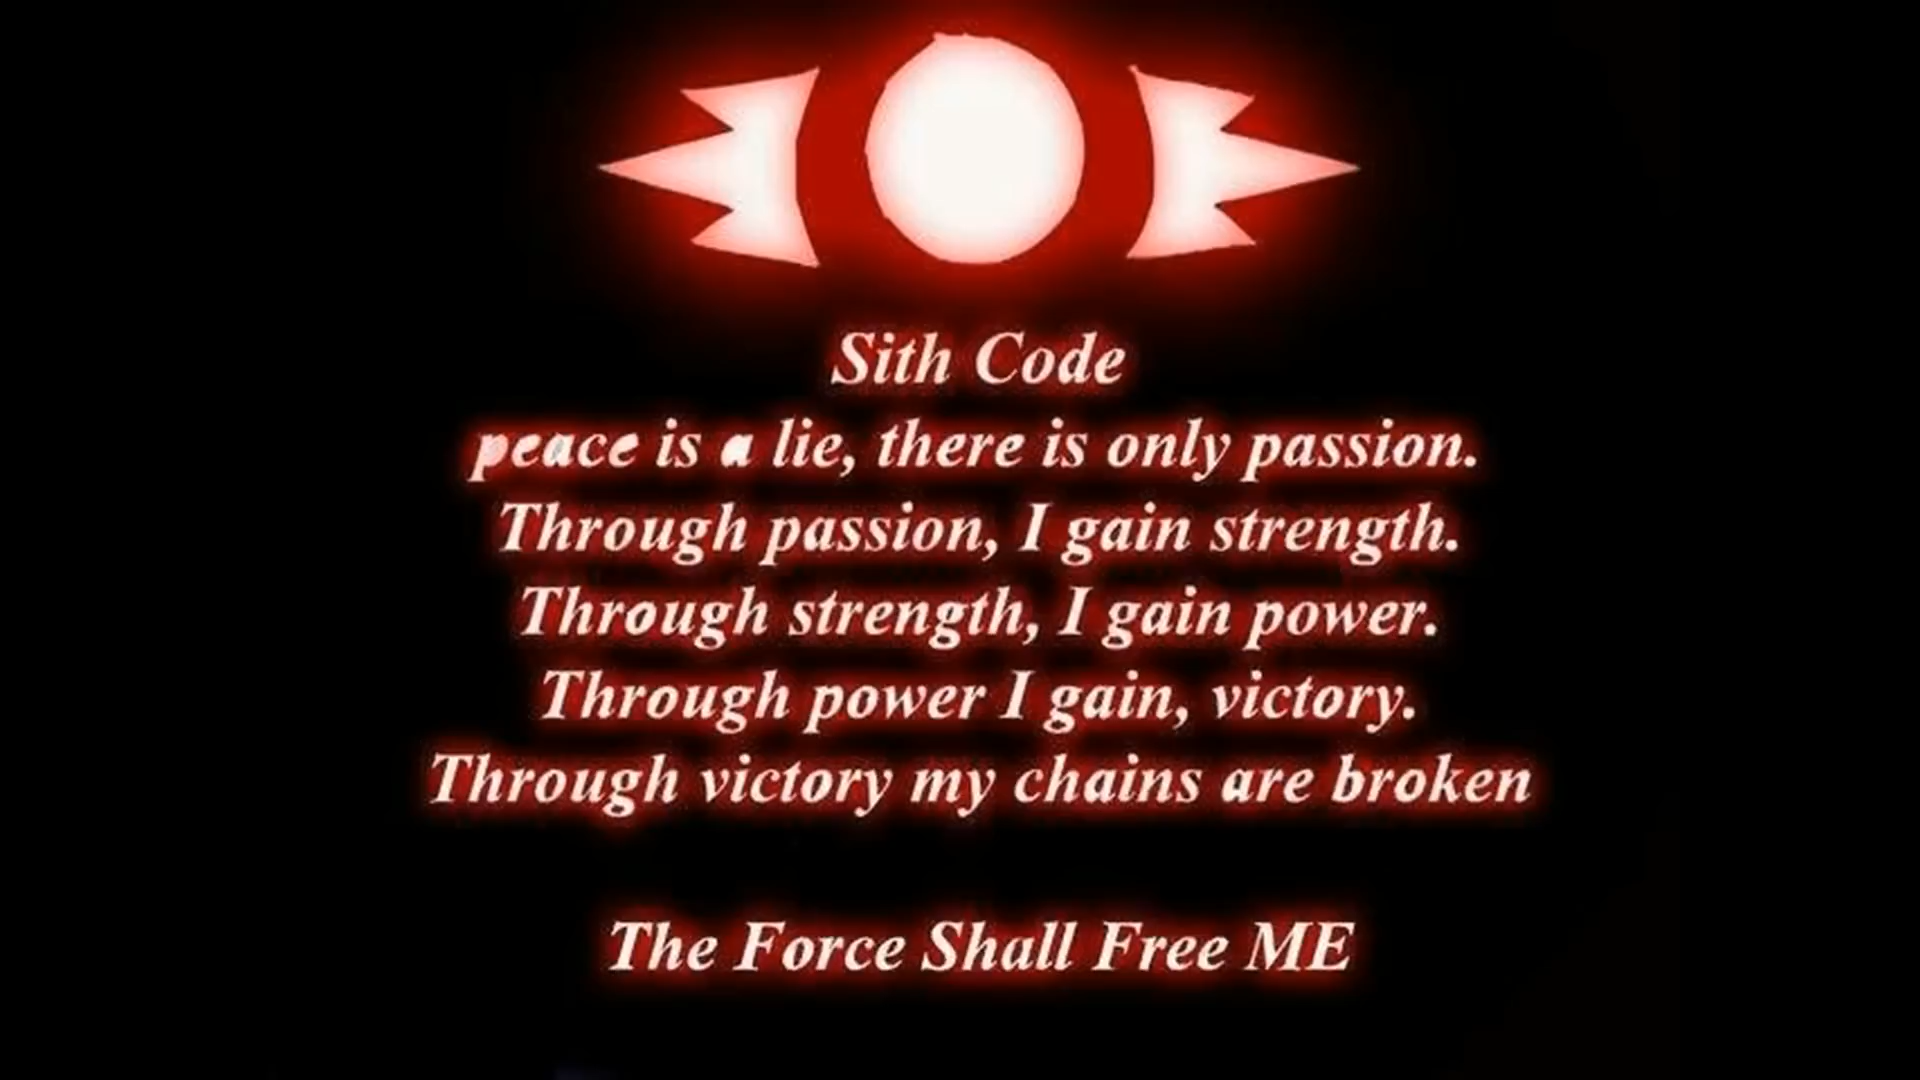 Sith Code
peace is a lie, there is only passion.
Through passion, I gain strength.
Through strength, I gain power.
Through power I gain, victory.
Through victory my chains are broken
The Force Shall Free ME